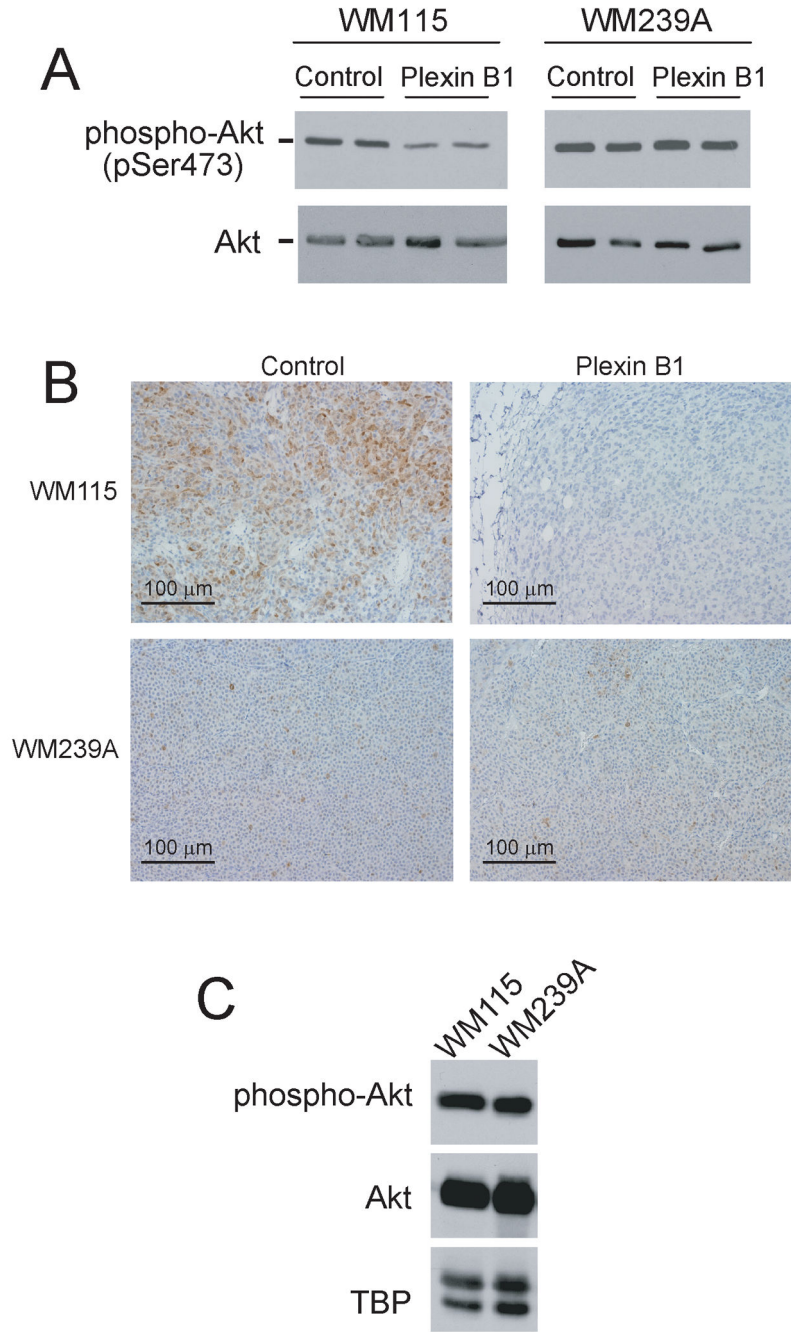 A
WM115 WM239A
Control Plexin B1 Control Plexin B1
phospho-Akt
(pSer473)
Akt
B
Control Plexin B1
WM115
100 μm 100 μm
WM239A
100 μm 100 μm
C
WM115 WM239A
phospho-Akt
Akt
TBP